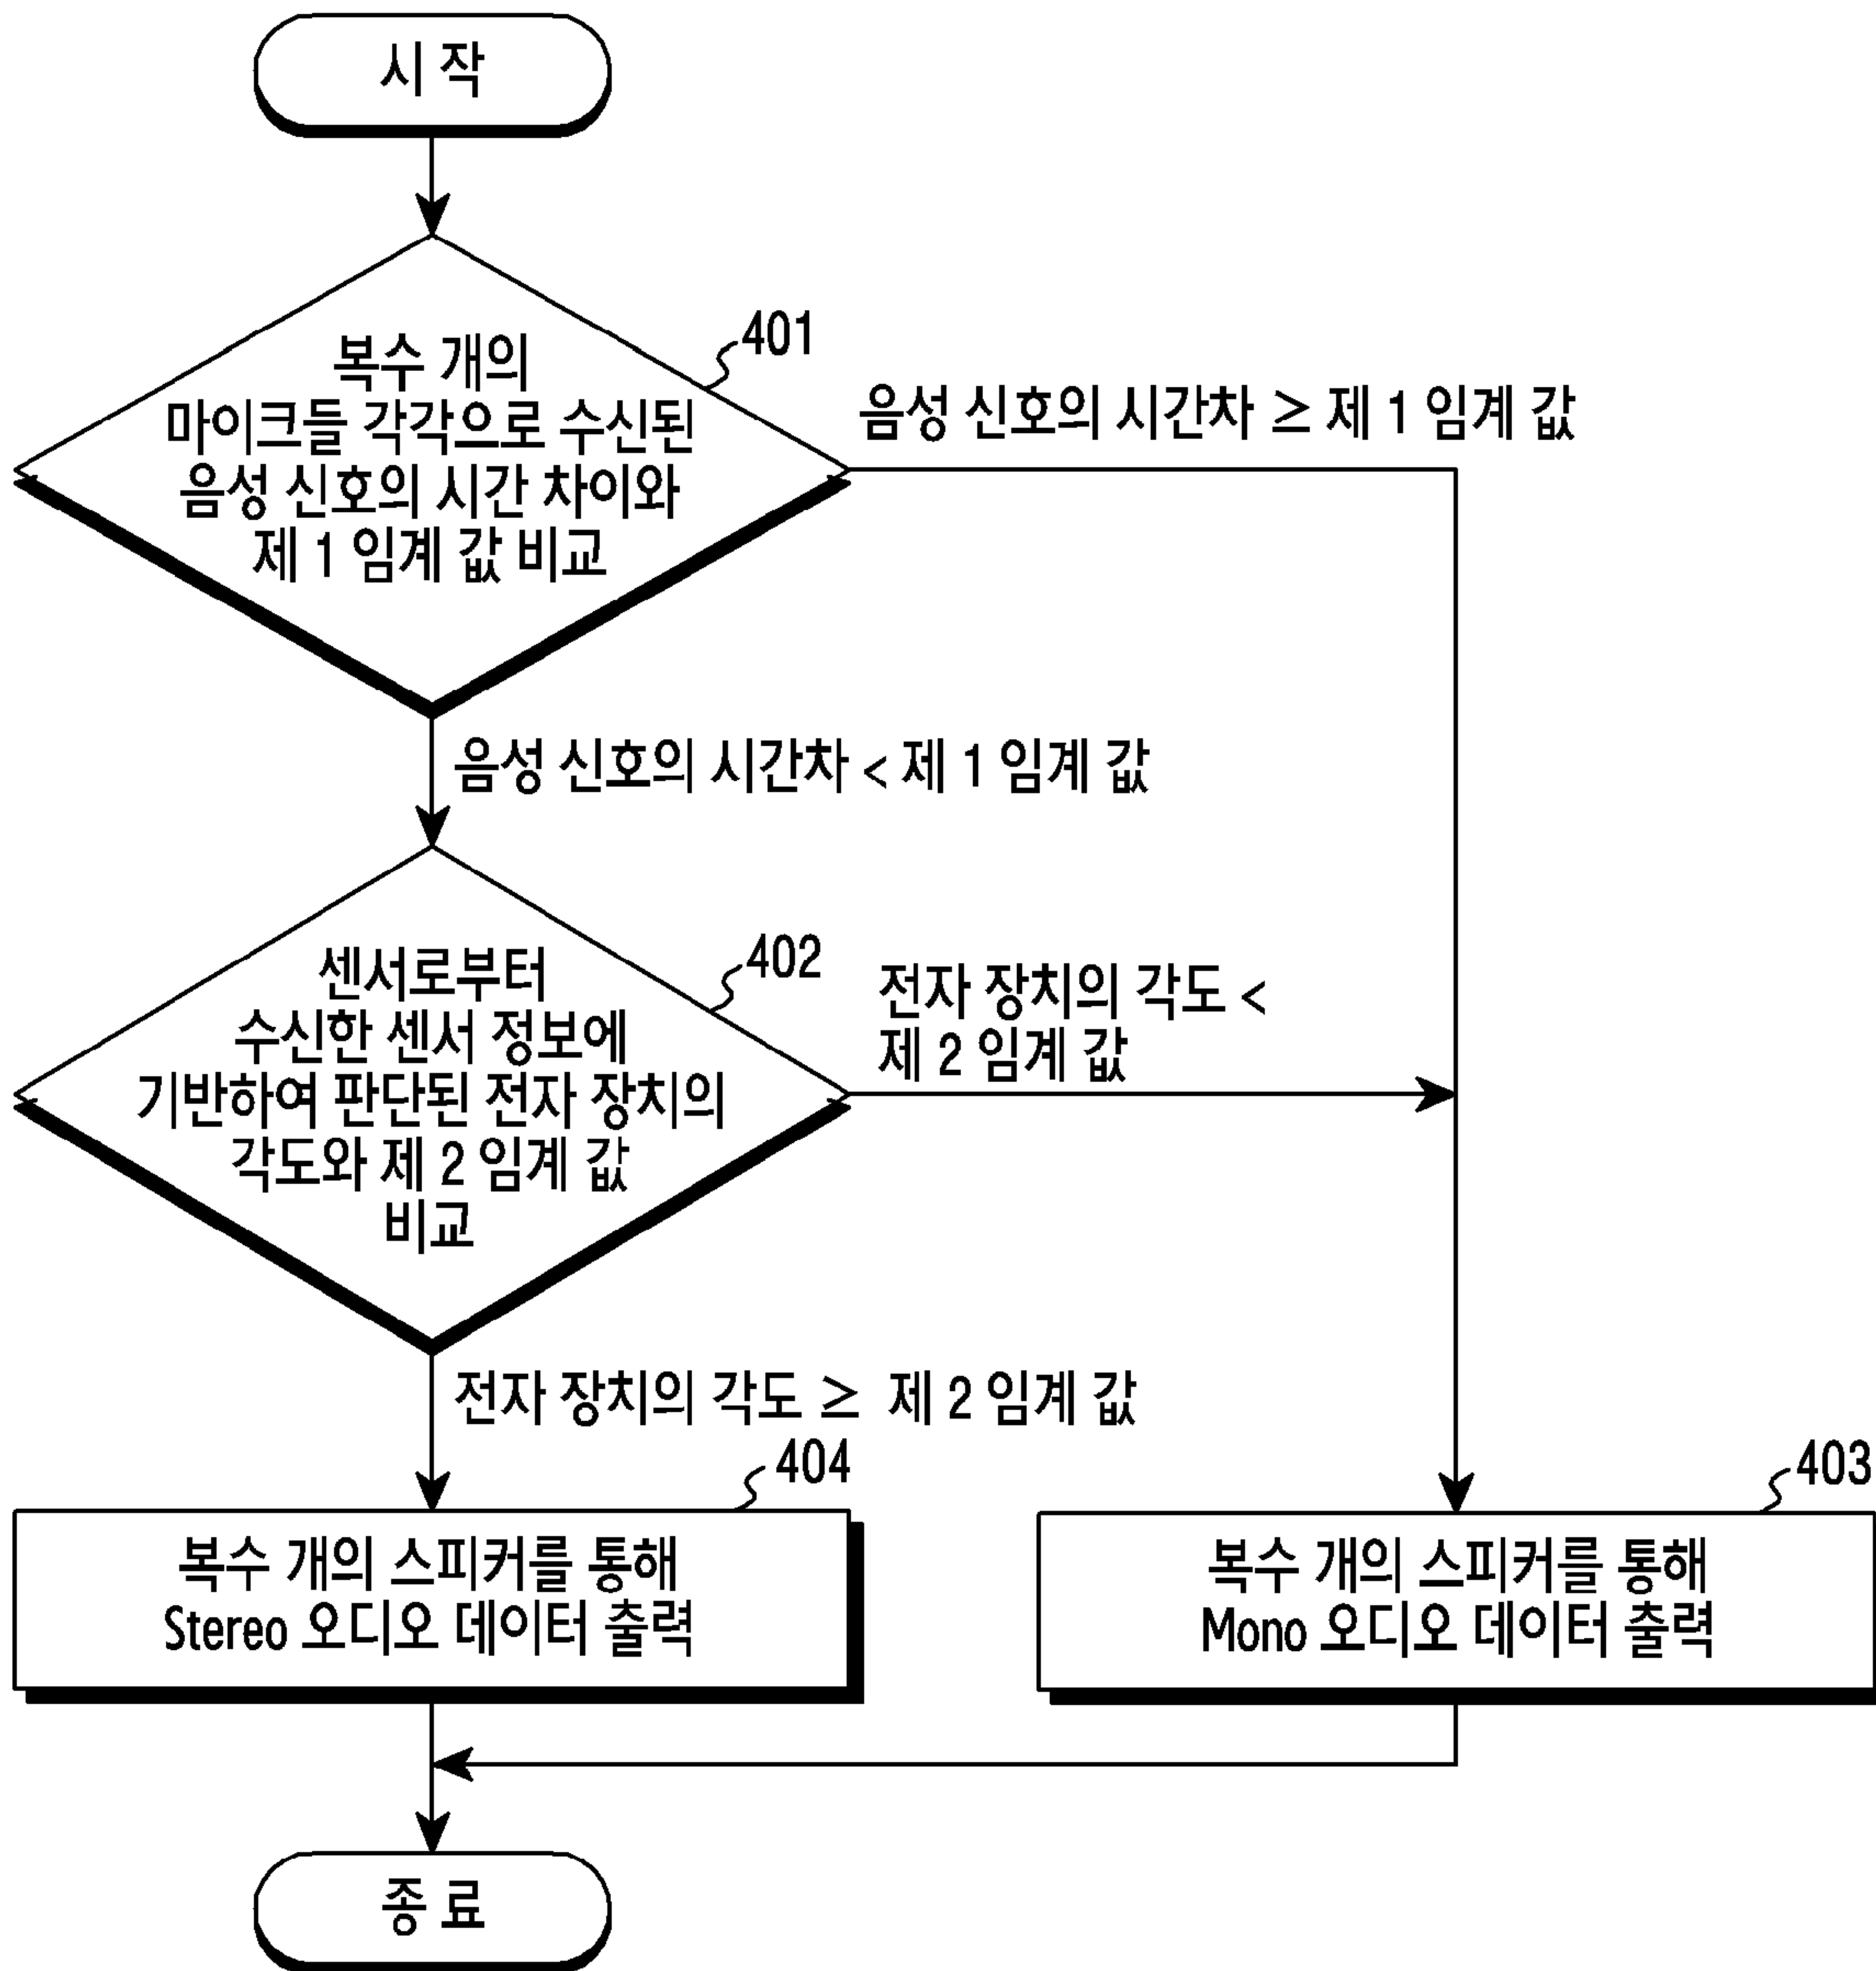 시 작
복수 개의
마이크들 각각으로 수신된
음성 신호의 시간 차이와
제 1 임계 값 비교
401
음성 신호의 시간차 ≥ 제 1 임계 값
음성 신호의 시간차 < 제 1 임계 값
센서로부터
수신한 센서 정보에
기반하여 판단된 전자 장치의
각도와 제 2 임계 값
비교
402
전자 장치의 각도 <
제 2 임계 값
전자 장치의 각도 ≥ 제 2 임계 값
404
복수 개의 스피커를 통해
Stereo 오디오 데이터 출력
403
복수 개의 스피커를 통해
Mono 오디오 데이터 출력
종 료